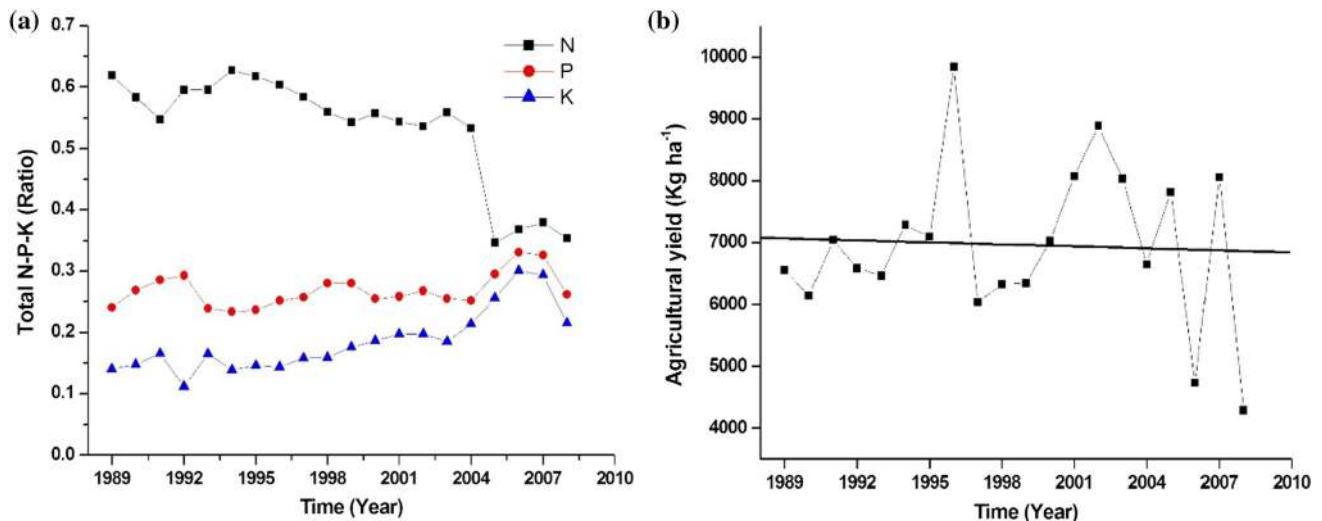 (a)
0.7
0.6
0.5
0.4
0.3
0.2
0.1
0.0
Total N-P-K (Ratio)
N
P
K
1989 1992 1995 1998 2001 2004 2007 2010
Time (Year)
(b)
10000
9000
8000
7000
6000
5000
4000
Agricultural yield (Kg ha⁻¹)
1989 1992 1995 1998 2001 2004 2007 2010
Time (Year)